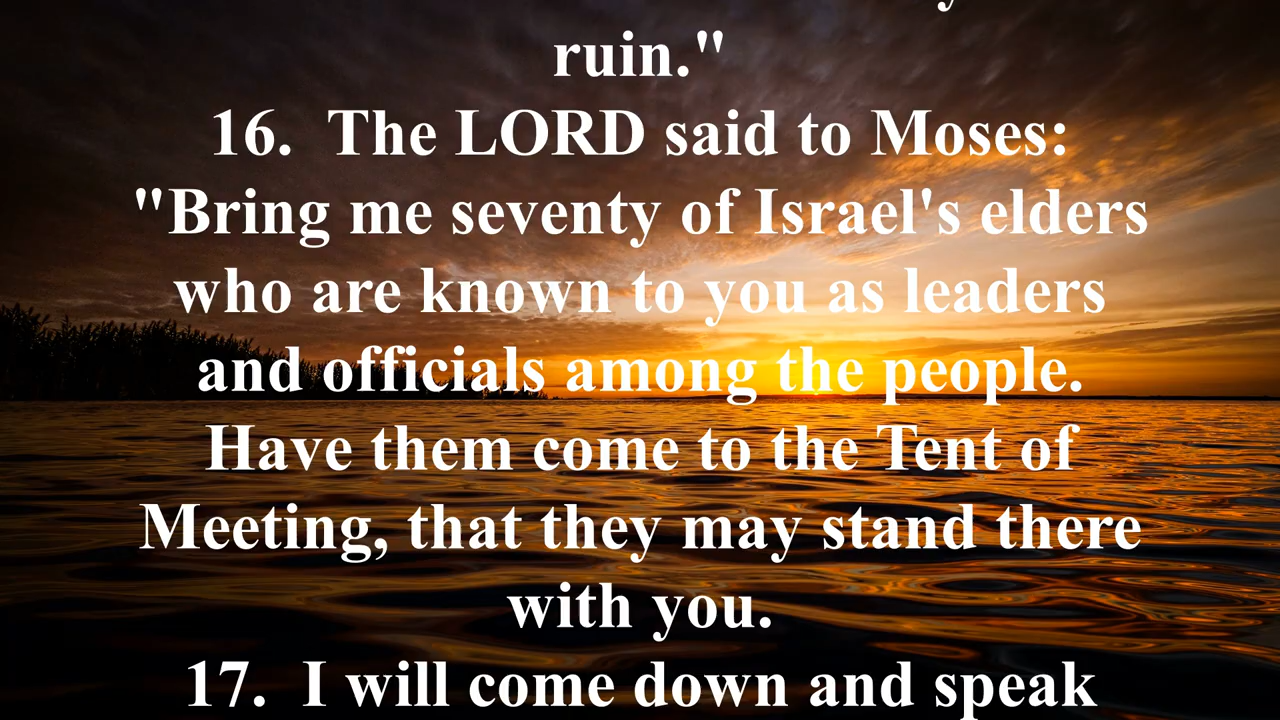 ruin."
16.  The LORD said to Moses:
"Bring me seventy of Israel's elders
who are known to you as leaders
and officials among the people.
Have them come to the Tent of
Meeting, that they may stand there
with you.
17.  I will come down and speak